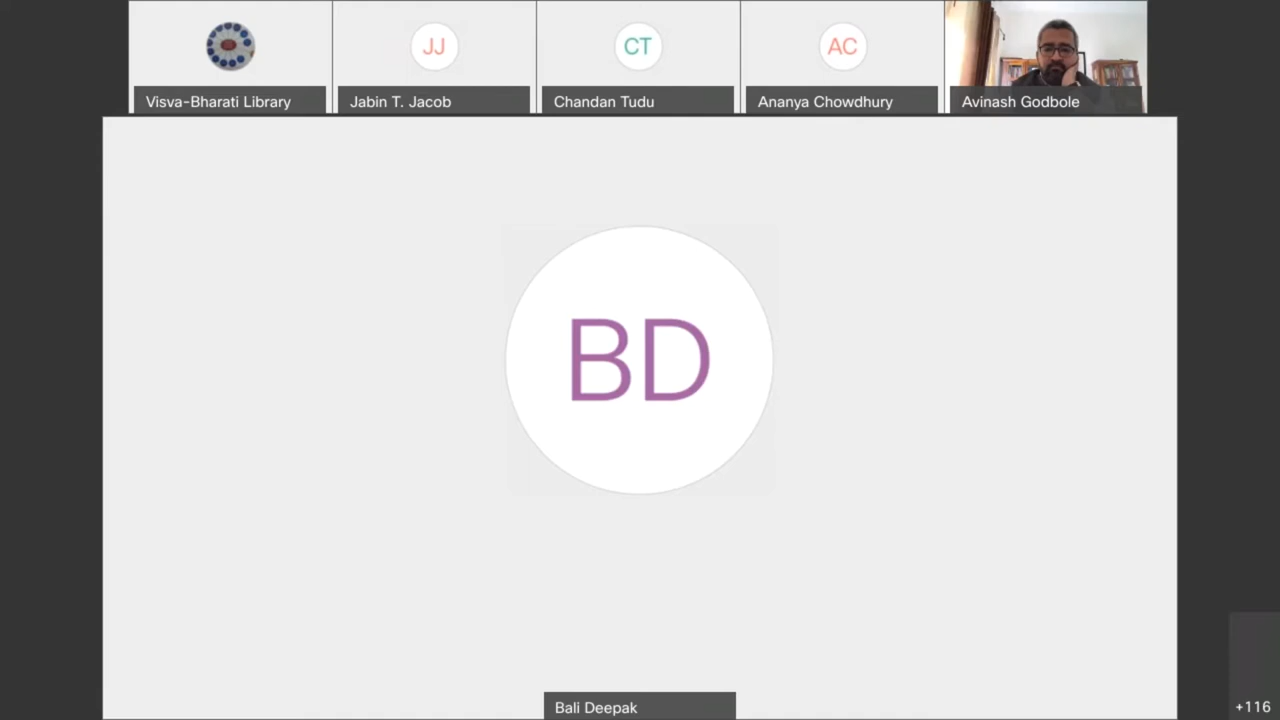 JJ
CT
AC
Visva-Bharati Library
Jabin T. Jacob
Chandan Tudu
Ananya Chowdhury
Avinash Godbole
BD
Bali Deepak
+116